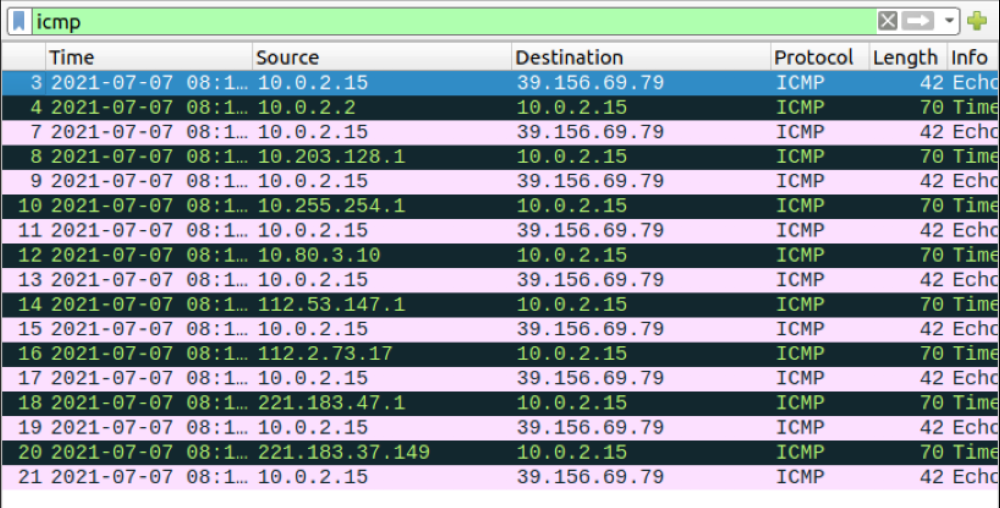 icmp
Time Source Destination Protocol Length Info
3 2021-07-07 08:1… 10.0.2.15 39.156.69.79 ICMP 42 Echo
4 2021-07-07 08:1… 10.0.2.2 10.0.2.15 ICMP 70 Time
7 2021-07-07 08:1… 10.0.2.15 39.156.69.79 ICMP 42 Echo
8 2021-07-07 08:1… 10.203.128.1 10.0.2.15 ICMP 70 Time
9 2021-07-07 08:1… 10.0.2.15 39.156.69.79 ICMP 42 Echo
10 2021-07-07 08:1… 10.255.254.1 10.0.2.15 ICMP 70 Time
11 2021-07-07 08:1… 10.0.2.15 39.156.69.79 ICMP 42 Echo
12 2021-07-07 08:1… 10.80.3.10 10.0.2.15 ICMP 70 Time
13 2021-07-07 08:1… 10.0.2.15 39.156.69.79 ICMP 42 Echo
14 2021-07-07 08:1… 112.53.147.1 10.0.2.15 ICMP 70 Time
15 2021-07-07 08:1… 10.0.2.15 39.156.69.79 ICMP 42 Echo
16 2021-07-07 08:1… 112.2.73.17 10.0.2.15 ICMP 70 Time
17 2021-07-07 08:1… 10.0.2.15 39.156.69.79 ICMP 42 Echo
18 2021-07-07 08:1… 221.183.47.1 10.0.2.15 ICMP 70 Time
19 2021-07-07 08:1… 10.0.2.15 39.156.69.79 ICMP 42 Echo
20 2021-07-07 08:1… 221.183.37.149 10.0.2.15 ICMP 70 Time
21 2021-07-07 08:1… 10.0.2.15 39.156.69.79 ICMP 42 Echo